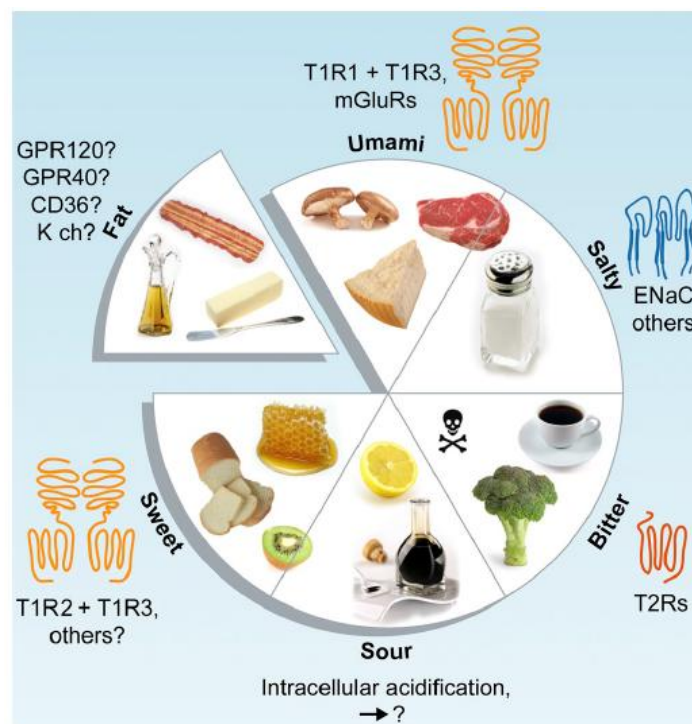 T1R1 + T1R3,
mGluRs
Umami
GPR120?
GPR40?
CD36?
K ch?
Fat
Salty
ENaC
others
Sweet
T1R2 + T1R3,
others?
Bitter
T2Rs
Sour
Intracellular acidification,
→ ?